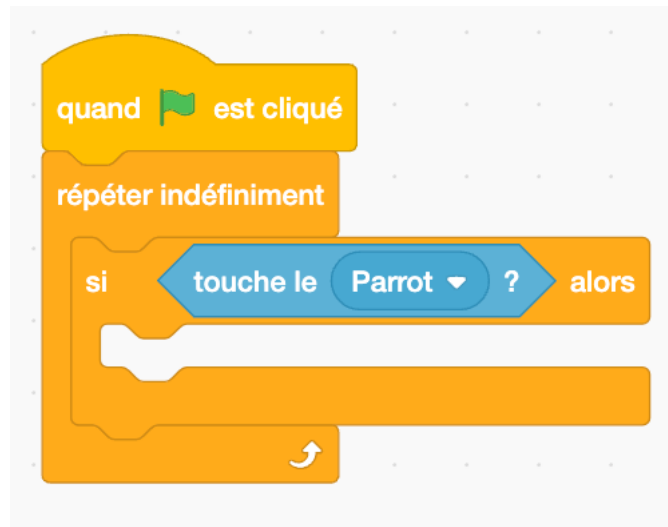 quand est cliqué
répéter indéfiniment
si touche le Parrot ? alors